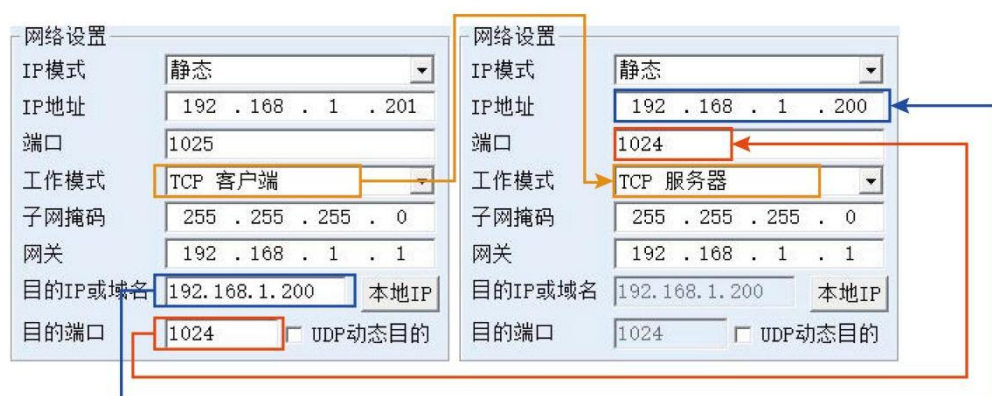 网络设置
IP模式 静态
IP地址 192 .168 . 1 .201
端口 1025
工作模式 TCP 客户端
子网掩码 255 .255 .255 . 0
网关 192 .168 . 1 . 1
目的IP或域名 192.168.1.200 本地IP
目的端口 1024 UDP动态目的
网络设置
IP模式 静态
IP地址 192 .168 . 1 .200
端口 1024
工作模式 TCP 服务器
子网掩码 255 .255 .255 . 0
网关 192 .168 . 1 . 1
目的IP或域名 192.168.1.200 本地IP
目的端口 1024 UDP动态目的